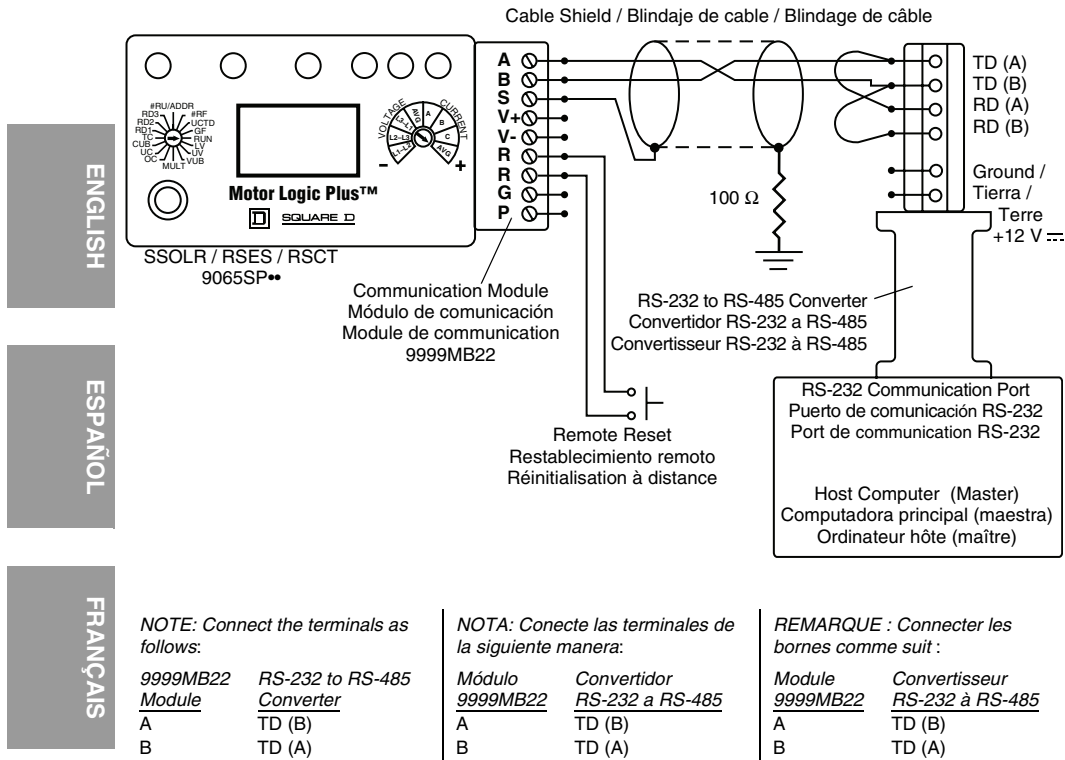 Cable Shield / Blindaje de cable / Blindage de câble
#RU/ADDR
RD3
RD2
RD1
TC
CUB
UC
OC
MULT
#RF
UCTD
GF
RUN
LV
UV
VUB
VOLTAGE
CURRENT
L1–L2
L2–L3
L3–L1
AVG
A
B
C
AVG
-
+
Motor Logic Plus™
D
SQUARE D
A
B
S
V+
V-
R
R
G
P
TD (A)
TD (B)
RD (A)
RD (B)
Ground /
Tierra /
Terre
+12 V
100 Ω
SSOLR / RSES / RSCT
9065SP••
Communication Module
Módulo de comunicación
Module de communication
9999MB22
RS-232 to RS-485 Converter
Convertidor RS-232 a RS-485
Convertisseur RS-232 à RS-485
Remote Reset
Restablecimiento remoto
Réinitialisation à distance
RS-232 Communication Port
Puerto de comunicación RS-232
Port de communication RS-232
Host Computer (Master)
Computadora principal (maestra)
Ordinateur hôte (maître)
ENGLISH
ESPAÑOL
FRANÇAIS
NOTE: Connect the terminals as
follows:
9999MB22 RS-232 to RS-485
Module Converter
A TD (B)
B TD (A)
NOTA: Conecte las terminales de
la siguiente manera:
Módulo Convertidor
9999MB22 RS-232 a RS-485
A TD (B)
B TD (A)
REMARQUE : Connecter les
bornes comme suit :
Module Convertisseur
9999MB22 RS-232 à RS-485
A TD (B)
B TD (A)